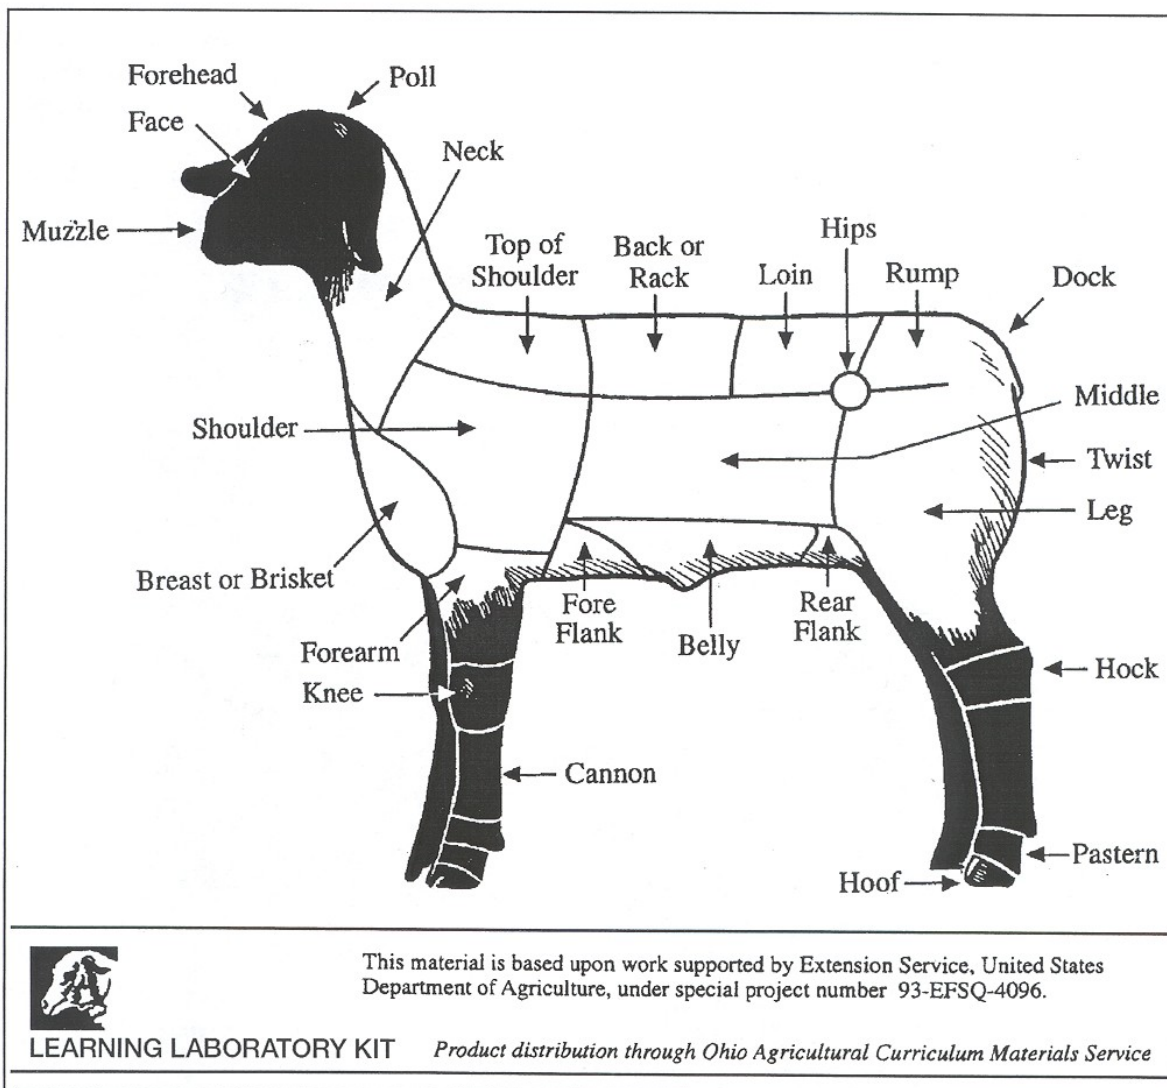 Forehead
Poll
Face
Neck
Muzzle
Top of
Shoulder
Back or
Rack
Loin
Hips
Rump
Dock
Shoulder
Middle
Twist
Leg
Breast or Brisket
Fore
Flank
Belly
Rear
Flank
Forearm
Knee
Hock
Cannon
Pastern
Hoof
This material is based upon work supported by Extension Service, United States
Department of Agriculture, under special project number 93-EFSQ-4096.
LEARNING LABORATORY KIT
Product distribution through Ohio Agricultural Curriculum Materials Service